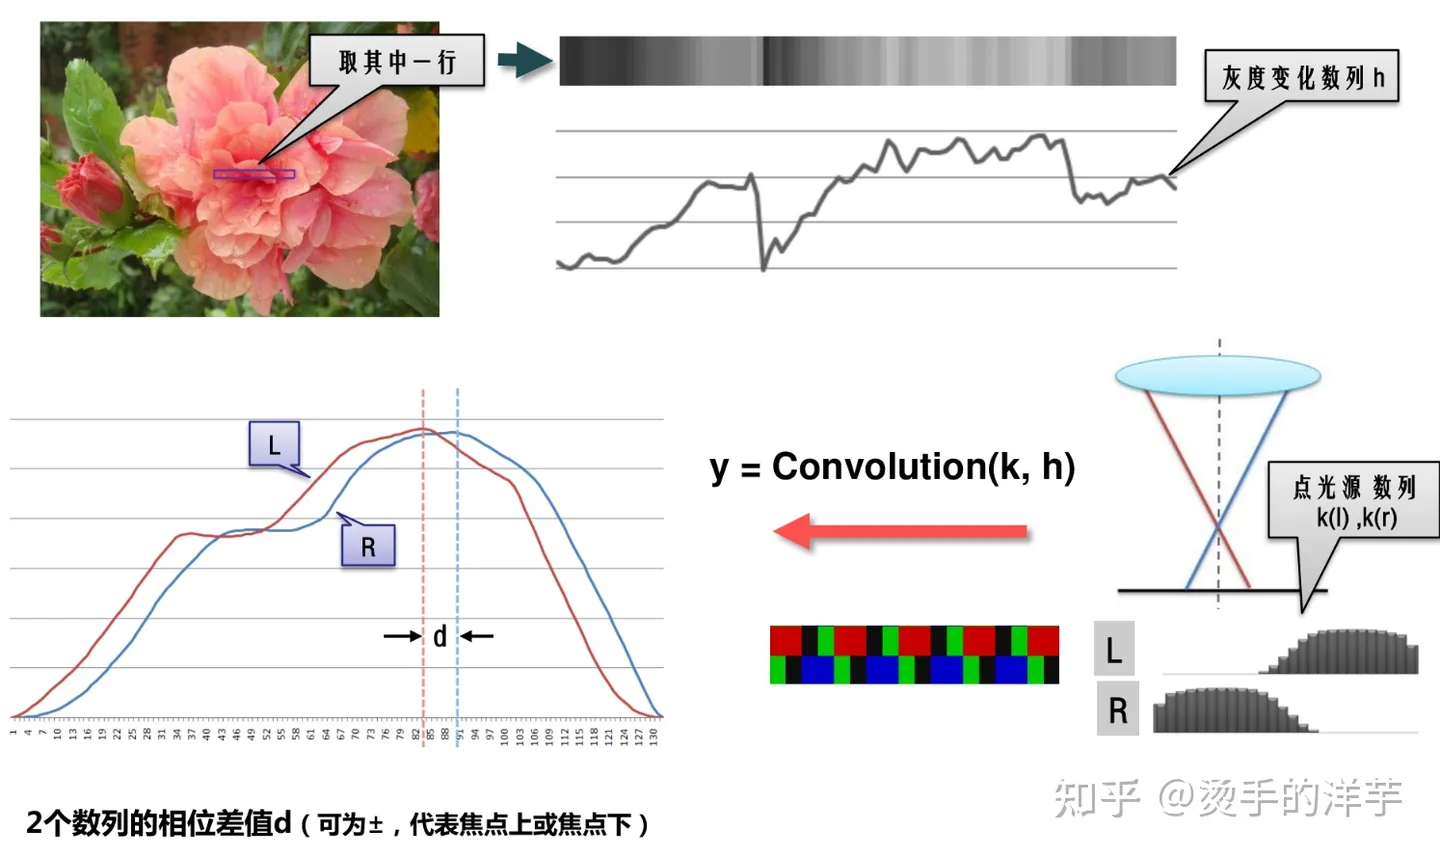 取其中一行
灰度变化数列 h
L
R
d
1 4 7 10 13 16 19 22 25 28 31 34 37 40 43 46 49 52 55 58 61 64 67 70 73 76 79 82 85 88 91 94 97 100 103 106 109 112 115 118 121 124 127 130
y = Convolution(k, h)
点光源 数列
k(l) ,k(r)
L
R
2个数列的相位差值d（可为±，代表焦点上或焦点下）
知乎 @烫手的洋芋